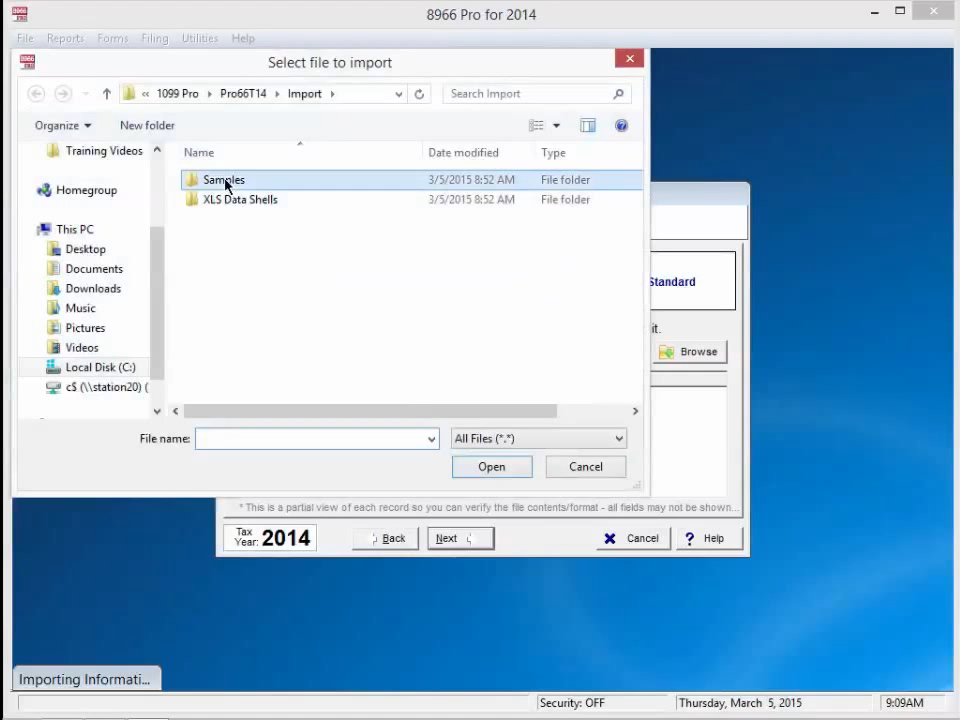 8966 Pro for 2014
File Reports Forms Filing Utilities Help
Select file to import
« 1099 Pro Pro66T14 Import
Search Import
Organize New folder
Name Date modified Type
Training Videos
Homegroup
This PC
Desktop
Documents
Downloads
Music
Pictures
Videos
Local Disk (C:)
c$ (\\station20) (
Samples 3/5/2015 8:52 AM File folder
XLS Data Shells 3/5/2015 8:52 AM File folder
File name:
All Files (*.*)
Open Cancel
Standard
it.
Browse
* This is a partial view of each record so you can verify the file contents/format - all fields may not be shown...
Tax Year: 2014
Back Next Cancel Help
Importing Informati...
Security: OFF Thursday, March 5, 2015 9:09AM